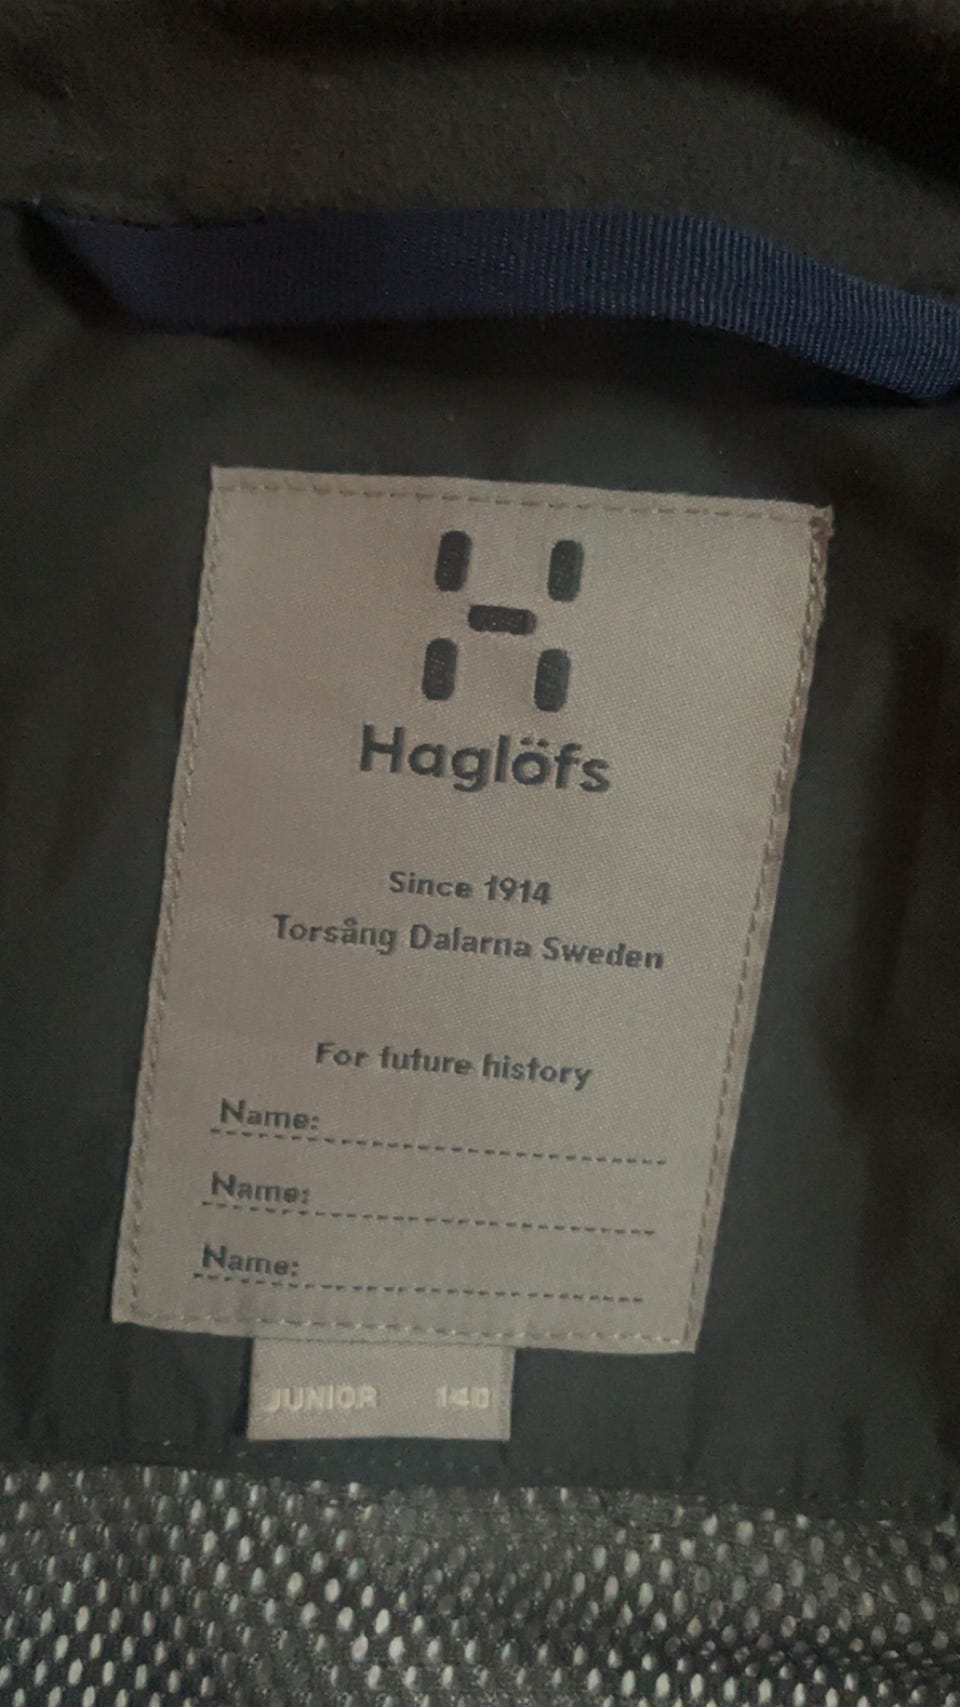 Haglöfs
Since 1914
Torsång Dalarna Sweden
For future history
Name:
Name:
Name:
JUNIOR 140